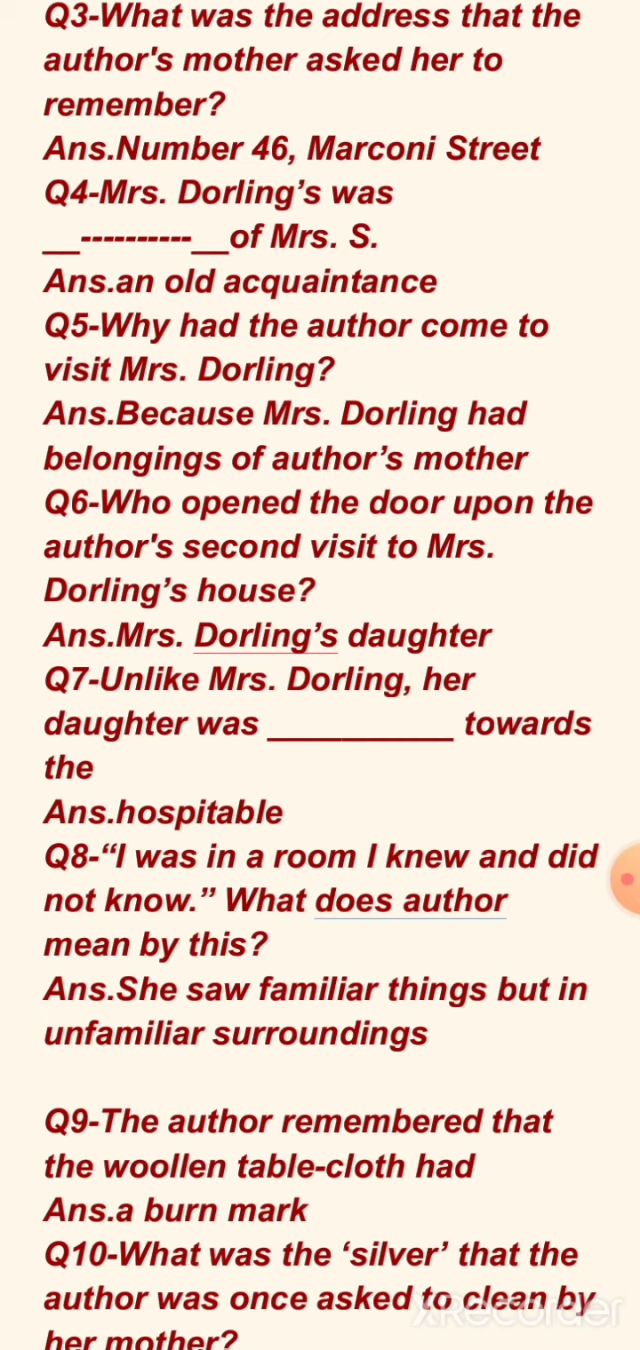 Q3-What was the address that the
author's mother asked her to
remember?
Ans.Number 46, Marconi Street
Q4-Mrs. Dorling’s was
__----------__of Mrs. S.
Ans.an old acquaintance
Q5-Why had the author come to
visit Mrs. Dorling?
Ans.Because Mrs. Dorling had
belongings of author’s mother
Q6-Who opened the door upon the
author's second visit to Mrs.
Dorling’s house?
Ans.Mrs. Dorling’s daughter
Q7-Unlike Mrs. Dorling, her
daughter was __________ towards
the
Ans.hospitable
Q8-“I was in a room I knew and did
not know.” What does author
mean by this?
Ans.She saw familiar things but in
unfamiliar surroundings
Q9-The author remembered that
the woollen table-cloth had
Ans.a burn mark
Q10-What was the ‘silver’ that the
author was once asked to clean by
her mother?
XRecorder